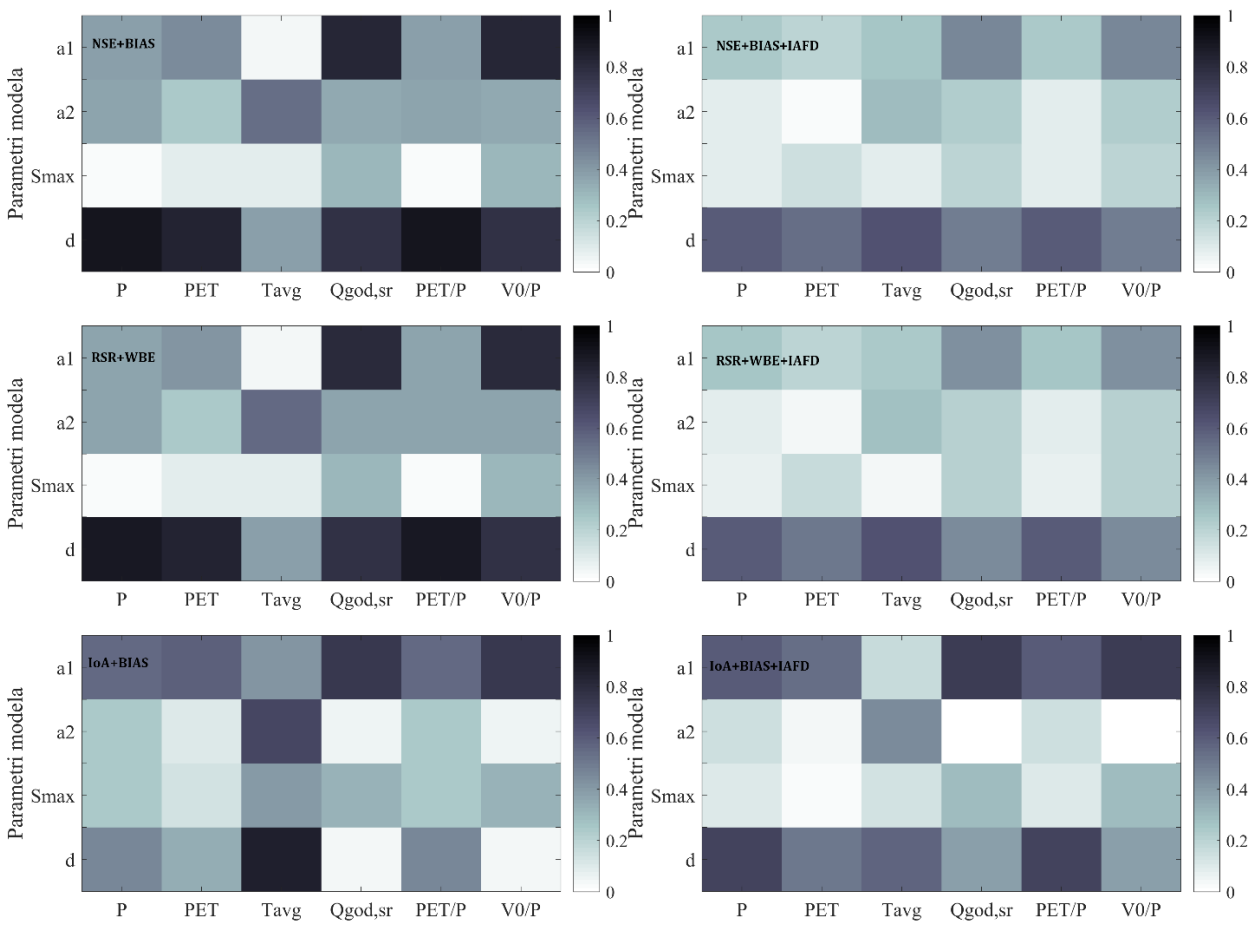 NSE+BIAS
Parametri modela
a1
a2
Smax
d
P PET Tavg Qgod,sr PET/P V0/P
1
0.8
0.6
0.4
0.2
0
NSE+BIAS+IAFD
Parametri modela
a1
a2
Smax
d
P PET Tavg Qgod,sr PET/P V0/P
1
0.8
0.6
0.4
0.2
0
RSR+WBE
Parametri modela
a1
a2
Smax
d
P PET Tavg Qgod,sr PET/P V0/P
1
0.8
0.6
0.4
0.2
0
RSR+WBE+IAFD
Parametri modela
a1
a2
Smax
d
P PET Tavg Qgod,sr PET/P V0/P
1
0.8
0.6
0.4
0.2
0
IoA+BIAS
Parametri modela
a1
a2
Smax
d
P PET Tavg Qgod,sr PET/P V0/P
1
0.8
0.6
0.4
0.2
0
IoA+BIAS+IAFD
Parametri modela
a1
a2
Smax
d
P PET Tavg Qgod,sr PET/P V0/P
1
0.8
0.6
0.4
0.2
0